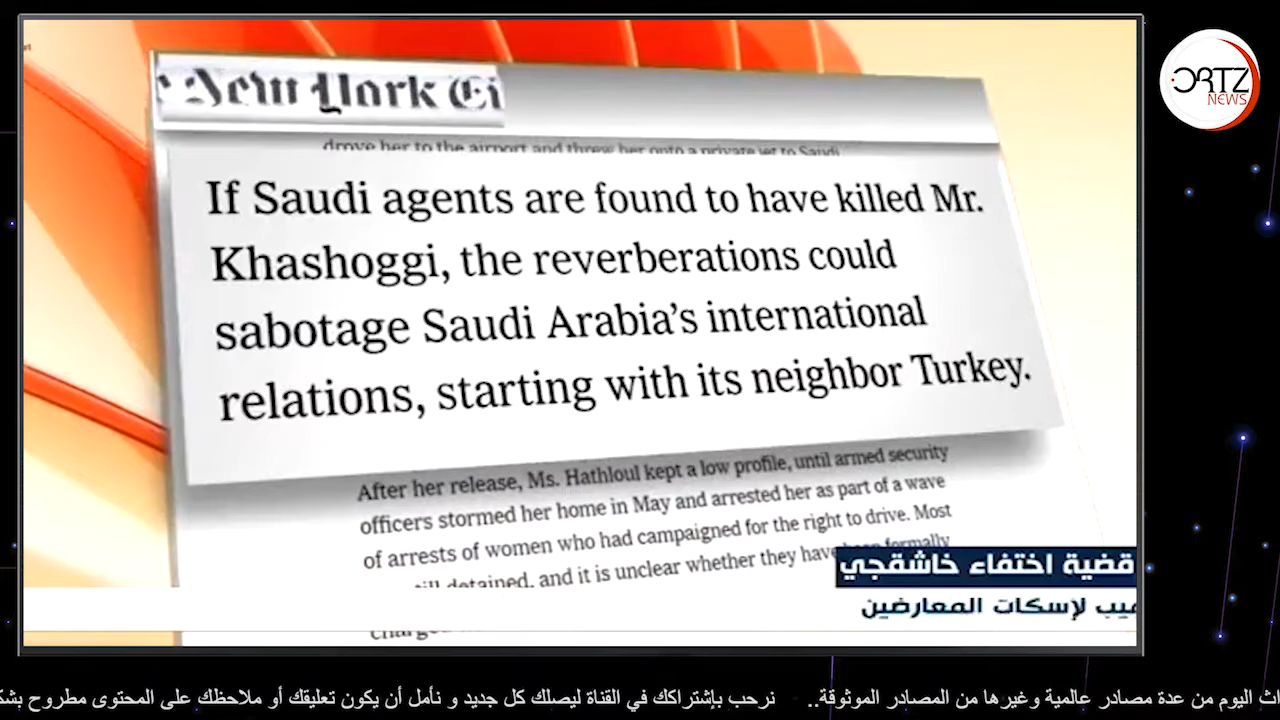 New York Ti
ORTZ
NEWS
drove her to the airport and threw her onto a private jet to Saudi
If Saudi agents are found to have killed Mr.
Khashoggi, the reverberations could
sabotage Saudi Arabia’s international
relations, starting with its neighbor Turkey.
After her release, Ms. Hathloul kept a low profile, until armed security
officers stormed her home in May and arrested her as part of a wave
of arrests of women who had campaigned for the right to drive. Most
detained, and it is unclear whether they have been formally
قضية اختفاء خاشقجي
لإسكات المعارضين
اليوم من عدة مصادر عالمية وغيرها من المصادر الموثوقة.. نرحب بإشتراكك في القناة ليصلك كل جديد و نأمل أن يكون تعليقك أو ملاحظك على المحتوى مطروح